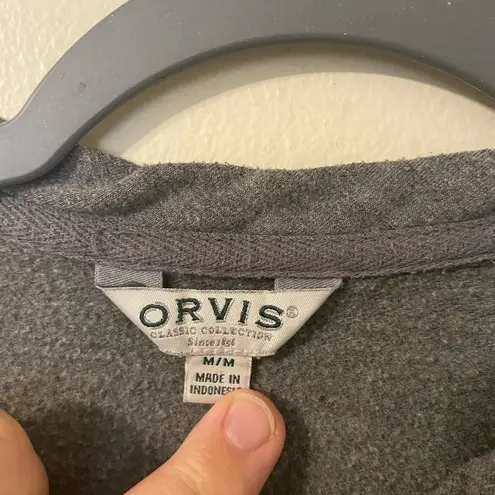 ORVIS®
CLASSIC COLLECTION
Since 1856
M/M
MADE IN
INDONESIA